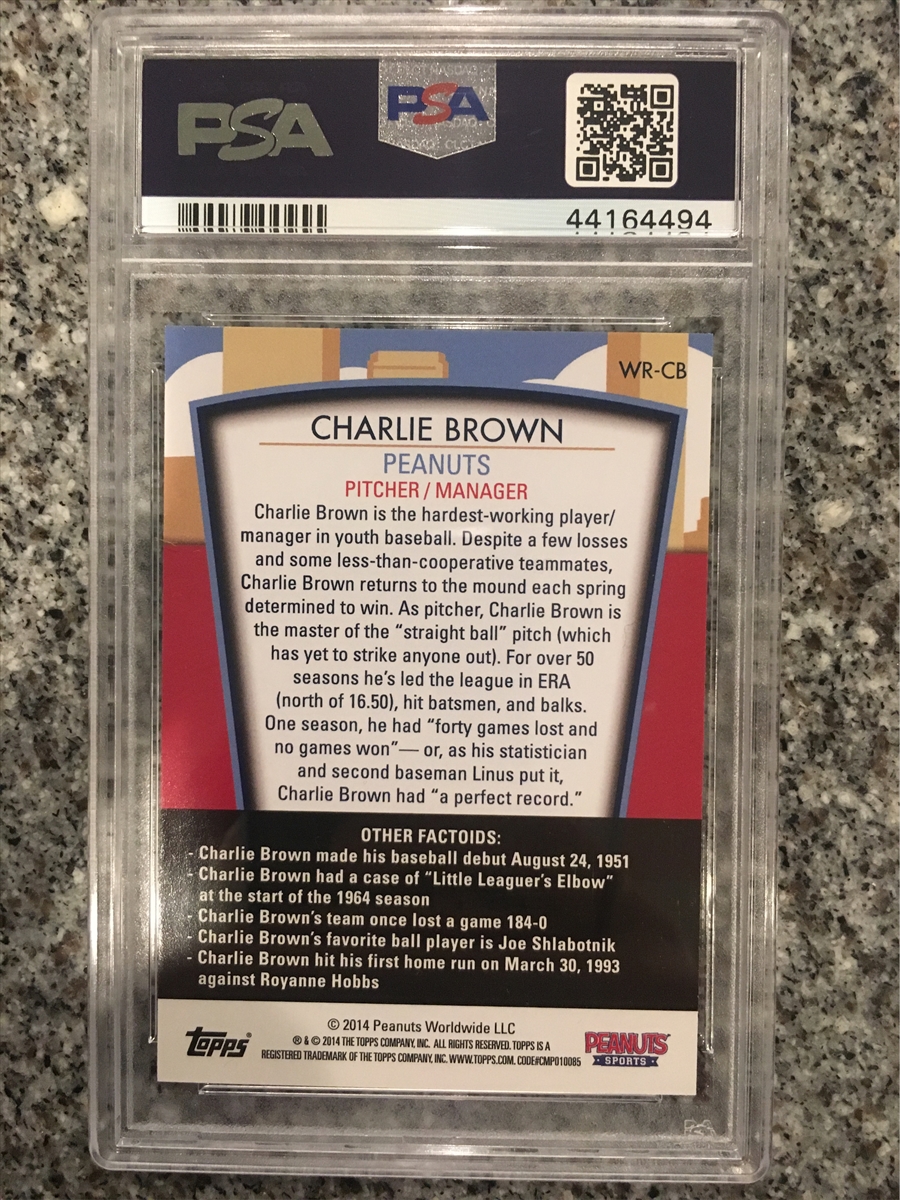 PSA
PSA
44164494
WR-CB
CHARLIE BROWN
PEANUTS
PITCHER / MANAGER
Charlie Brown is the hardest-working player/
manager in youth baseball. Despite a few losses
and some less-than-cooperative teammates,
Charlie Brown returns to the mound each spring
determined to win. As pitcher, Charlie Brown is
the master of the “straight ball” pitch (which
has yet to strike anyone out). For over 50
seasons he’s led the league in ERA
(north of 16.50), hit batsmen, and balks.
One season, he had “forty games lost and
no games won”— or, as his statistician
and second baseman Linus put it,
Charlie Brown had “a perfect record.”
OTHER FACTOIDS:
- Charlie Brown made his baseball debut August 24, 1951
- Charlie Brown had a case of “Little Leaguer’s Elbow”
at the start of the 1964 season
- Charlie Brown’s team once lost a game 184-0
- Charlie Brown’s favorite ball player is Joe Shlabotnik
- Charlie Brown hit his first home run on March 30, 1993
against Royanne Hobbs
© 2014 Peanuts Worldwide LLC
® & © 2014 THE TOPPS COMPANY, INC. ALL RIGHTS RESERVED. TOPPS IS A
REGISTERED TRADEMARK OF THE TOPPS COMPANY, INC. WWW.TOPPS.COM. CODE#CMP010085
Topps®
PEANUTS
SPORTS